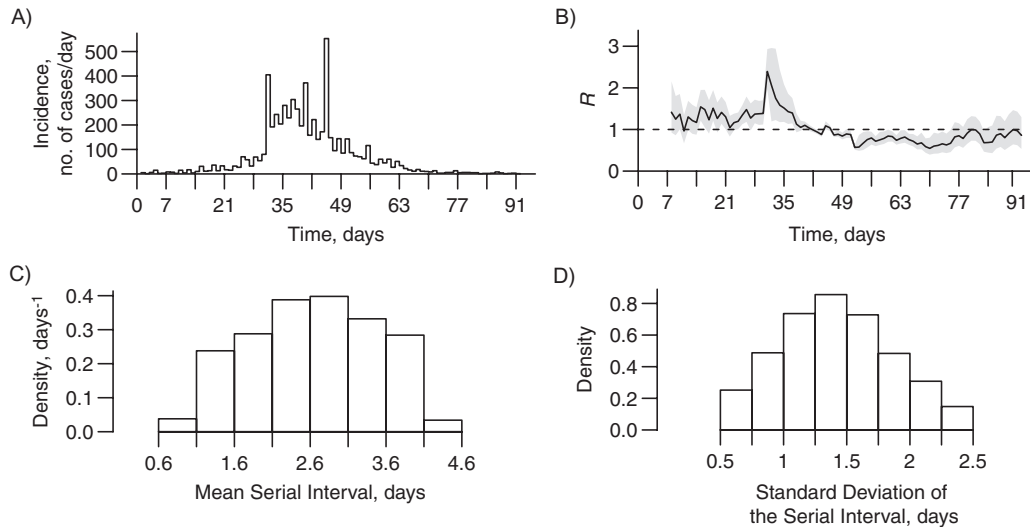 A)
Incidence,
no. of cases/day
500
400
300
200
100
0
0 7 21 35 49 63 77 91
Time, days
B)
R
3
2
1
0
0 7 21 35 49 63 77 91
Time, days
C)
Density, days-1
0.4
0.3
0.2
0.1
0.0
0.6 1.6 2.6 3.6 4.6
Mean Serial Interval, days
D)
Density
0.8
0.6
0.4
0.2
0.0
0.5 1 1.5 2 2.5
Standard Deviation of
the Serial Interval, days